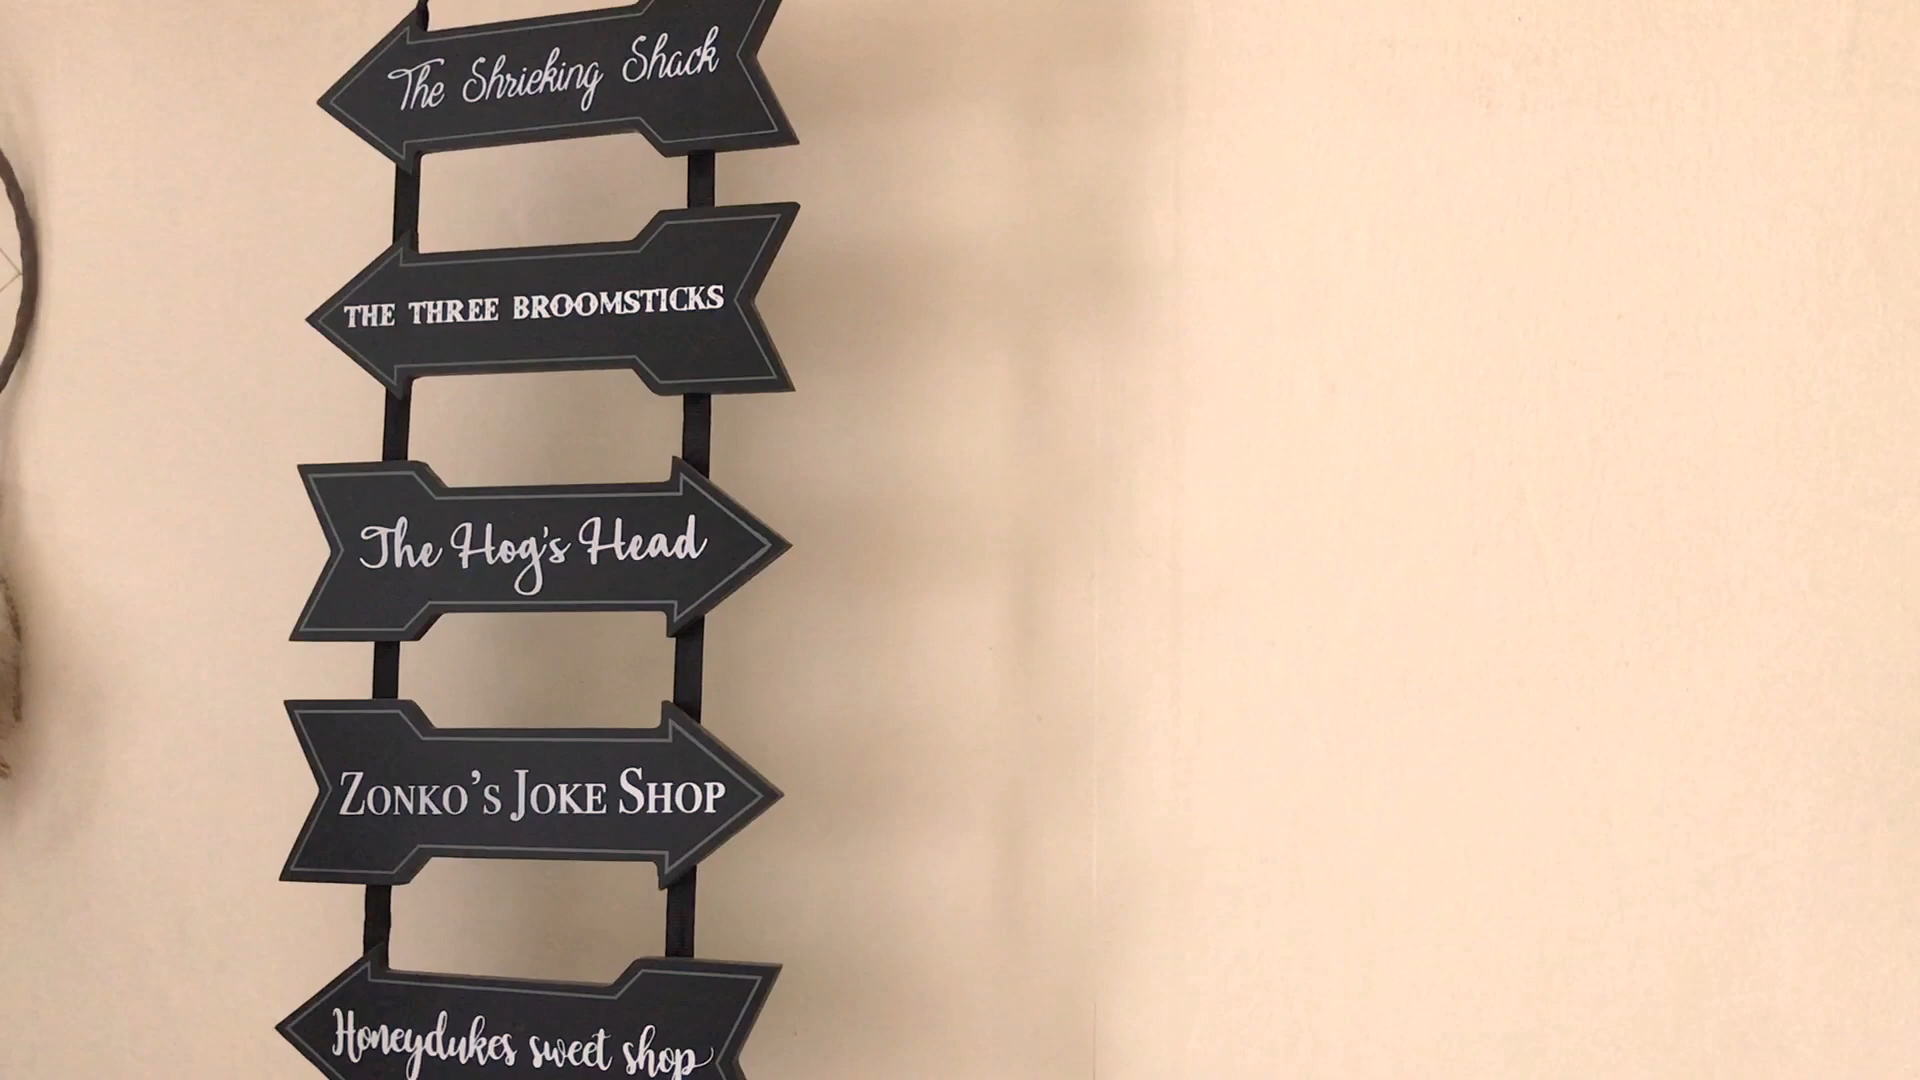 The Shrieking Shack
THE THREE BROOMSTICKS
The Hog's Head
ZONKO'S JOKE SHOP
Honeydukes sweet shop